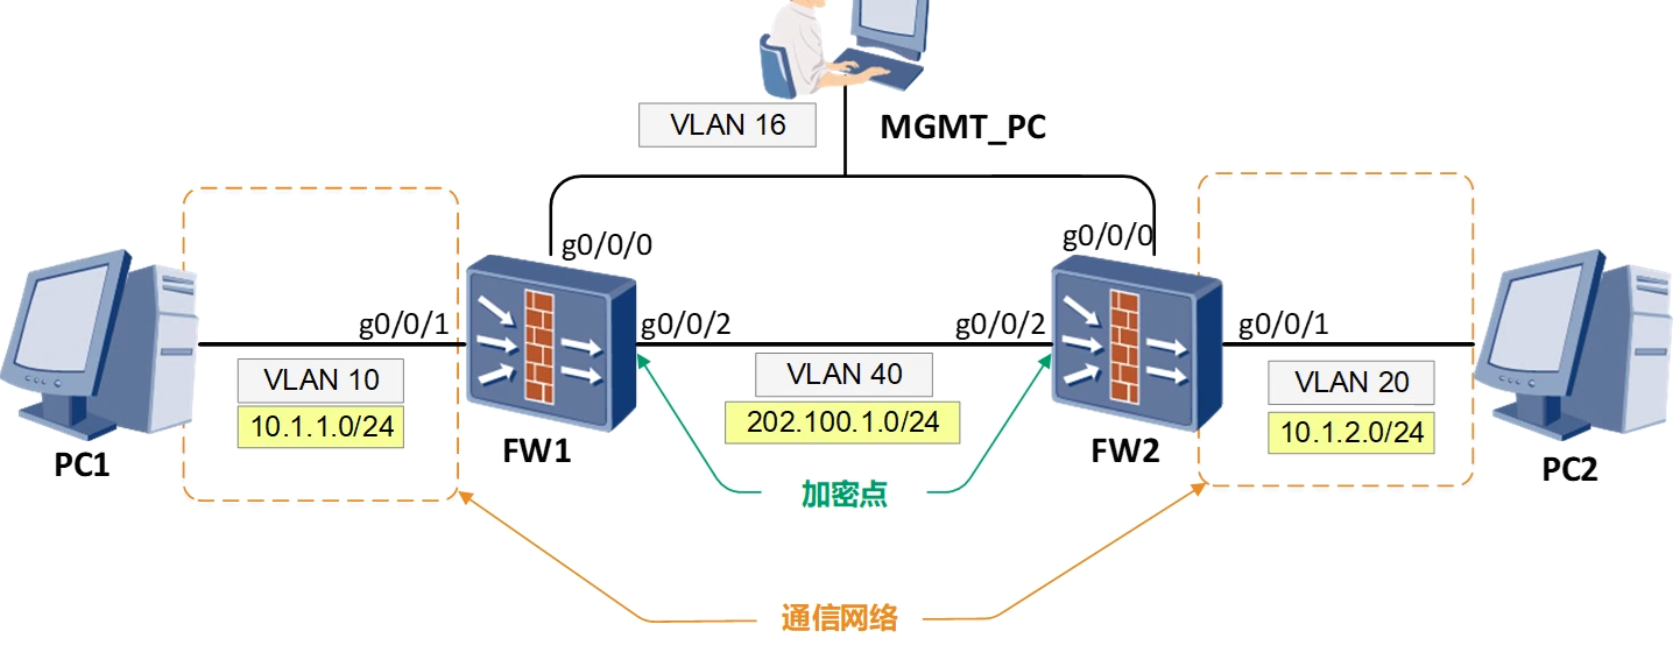 VLAN 16
MGMT_PC
g0/0/0
g0/0/0
g0/0/1
g0/0/2
g0/0/2
g0/0/1
VLAN 10
10.1.1.0/24
VLAN 40
202.100.1.0/24
VLAN 20
10.1.2.0/24
PC1
FW1
FW2
PC2
加密点
通信网络